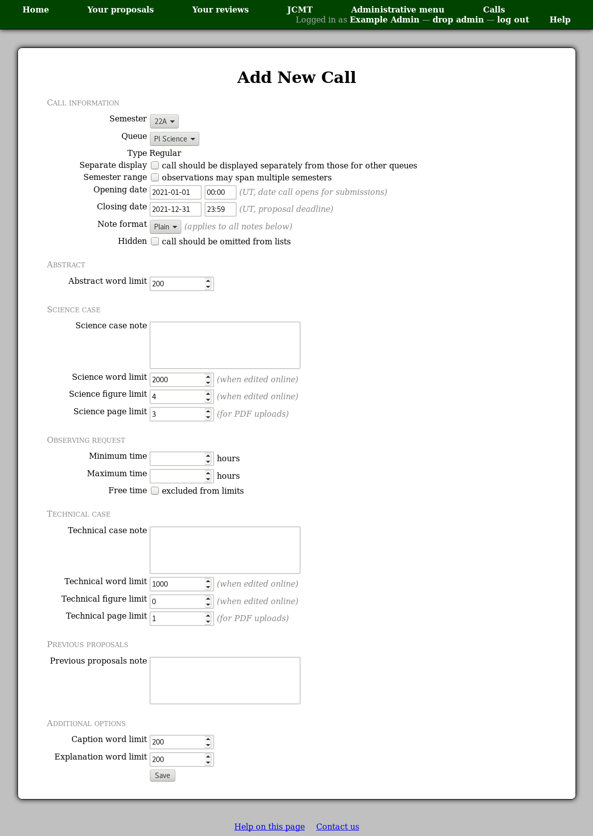 Home Your proposals Your reviews JCMT Administrative menu Calls
Logged in as Example Admin — drop admin — log out Help
Add New Call
Call information
Semester 22A
Queue PI Science
Type Regular
Separate display call should be displayed separately from those for other queues
Semester range observations may span multiple semesters
Opening date 2021-01-01 00:00 (UT, date call opens for submissions)
Closing date 2021-12-31 23:59 (UT, proposal deadline)
Note format Plain (applies to all notes below)
Hidden call should be omitted from lists
Abstract
Abstract word limit 200
Science case
Science case note
Science word limit 2000 (when edited online)
Science figure limit 4 (when edited online)
Science page limit 3 (for PDF uploads)
Observing request
Minimum time hours
Maximum time hours
Free time excluded from limits
Technical case
Technical case note
Technical word limit 1000 (when edited online)
Technical figure limit 0 (when edited online)
Technical page limit 1 (for PDF uploads)
Previous proposals
Previous proposals note
Additional options
Caption word limit 200
Explanation word limit 200
Save
Help on this page Contact us